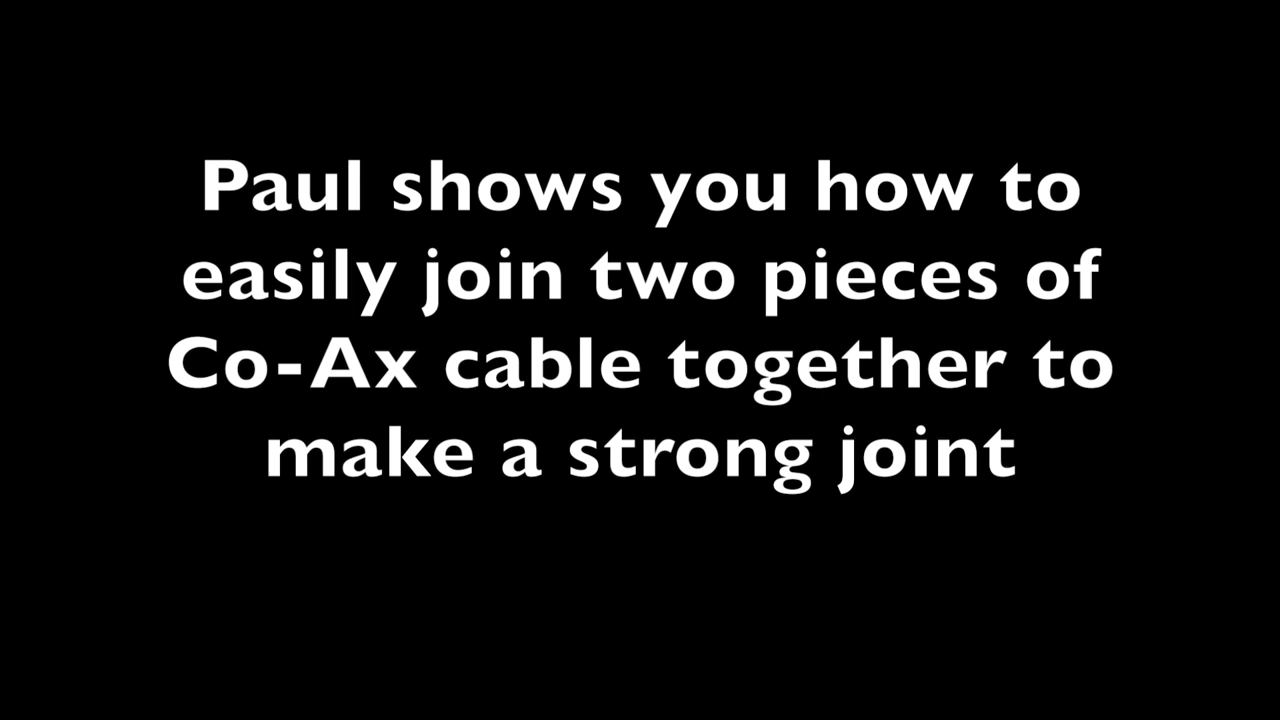 Paul shows you how to
easily join two pieces of
Co-Ax cable together to
make a strong joint